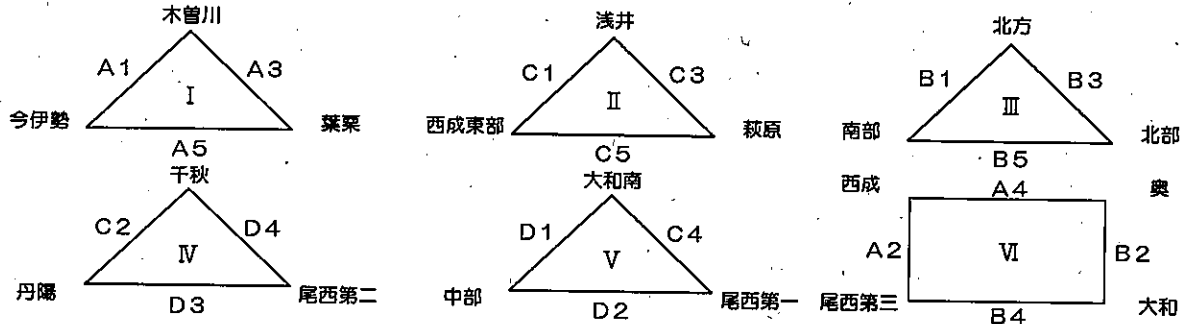 木曽川 浅井 北方
A1 A3 C1 C3 B1 B3
Ⅰ Ⅱ Ⅲ
今伊勢 葉栗 西成東部 萩原 南部 北部
A5 C5 B5
千秋 大和南 西成 A4 奥
C2 D4 D1 C4 A2 B2
Ⅳ Ⅴ Ⅵ
丹陽 尾西第二 中部 尾西第一 尾西第三 大和
D3 D2 B4